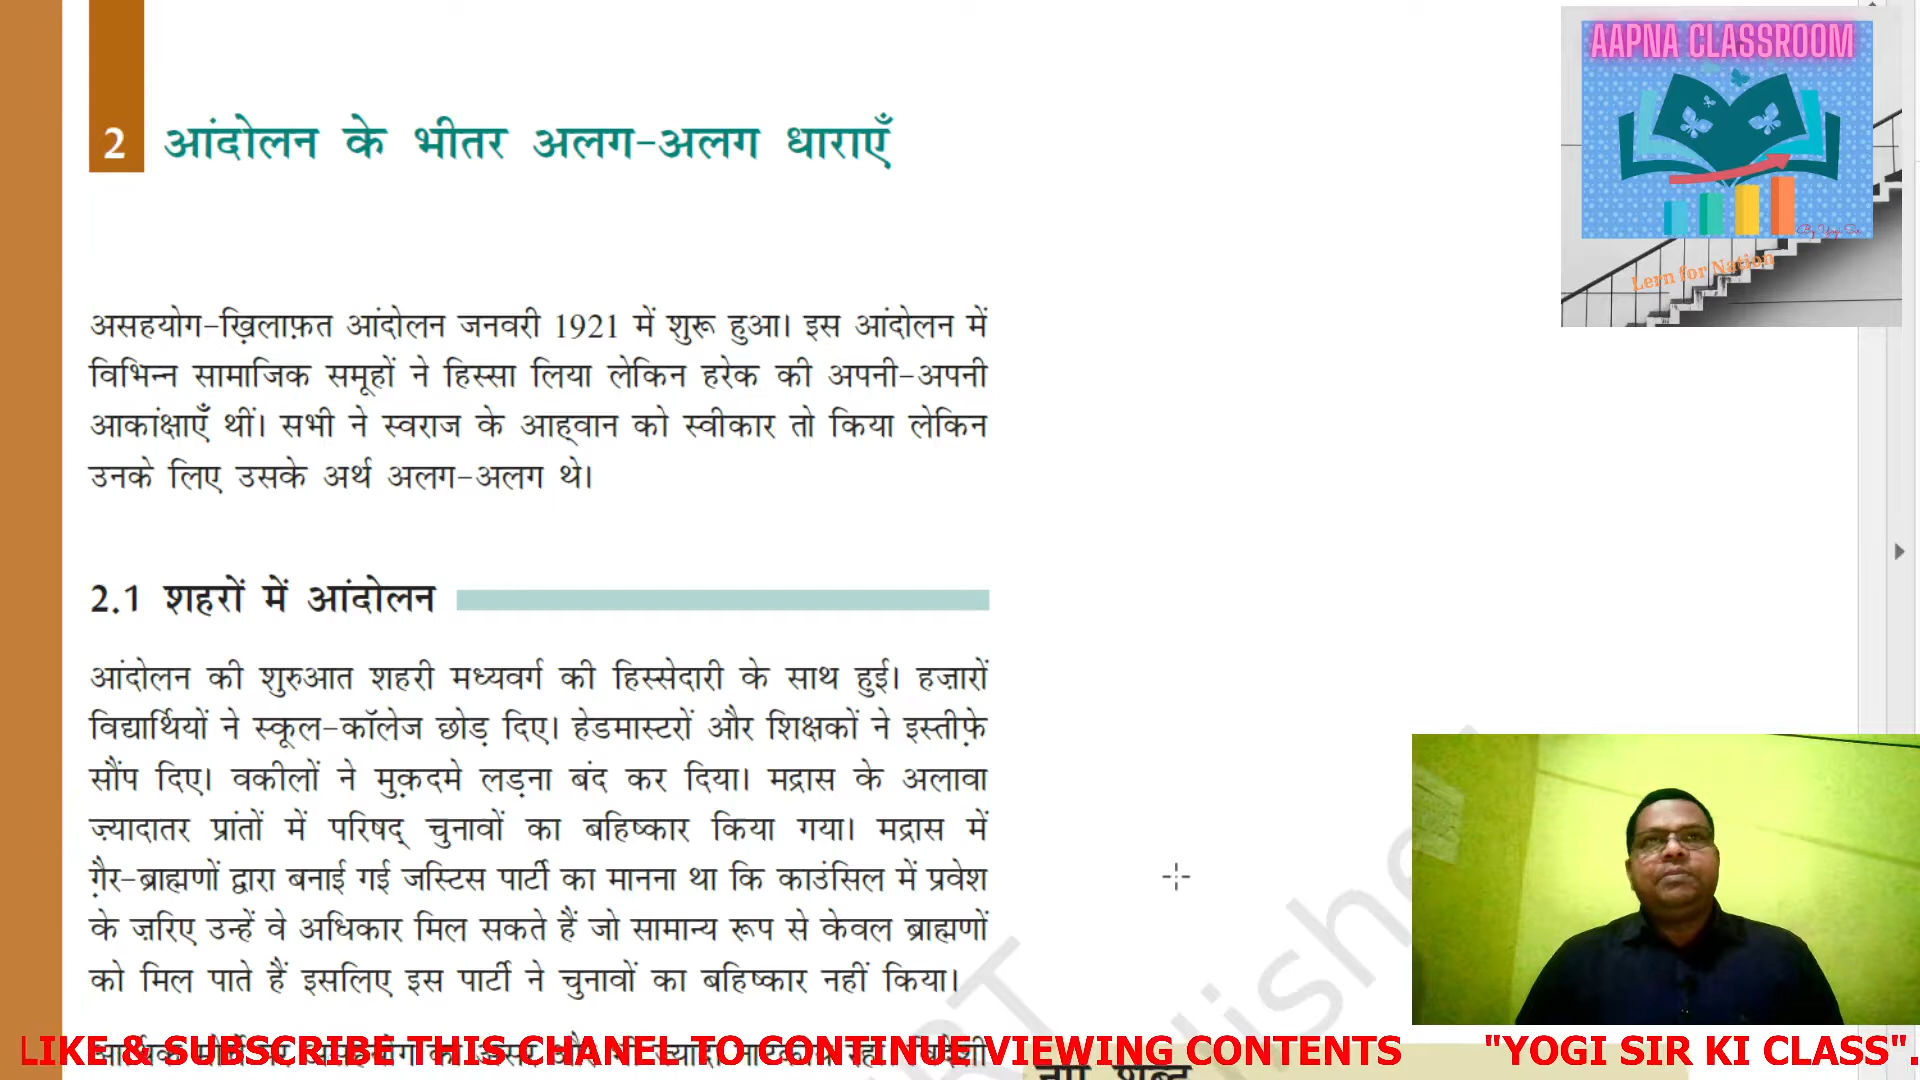 2 आंदोलन के भीतर अलग-अलग धाराएँ
AAPNA CLASSROOM
By Yogi Sir
Lern for Nation
असहयोग-ख़िलाफ़त आंदोलन जनवरी 1921 में शुरू हुआ। इस आंदोलन में
विभिन्न सामाजिक समूहों ने हिस्सा लिया लेकिन हरेक की अपनी-अपनी
आकांक्षाएँ थीं। सभी ने स्वराज के आह्वान को स्वीकार तो किया लेकिन
उनके लिए उसके अर्थ अलग-अलग थे।
2.1 शहरों में आंदोलन
आंदोलन की शुरुआत शहरी मध्यवर्ग की हिस्सेदारी के साथ हुई। हज़ारों
विद्यार्थियों ने स्कूल-कॉलेज छोड़ दिए। हेडमास्टरों और शिक्षकों ने इस्तीफ़े
सौंप दिए। वकीलों ने मुक़दमे लड़ना बंद कर दिया। मद्रास के अलावा
ज़्यादातर प्रांतों में परिषद् चुनावों का बहिष्कार किया गया। मद्रास में
ग़ैर-ब्राह्मणों द्वारा बनाई गई जस्टिस पार्टी का मानना था कि काउंसिल में प्रवेश
के ज़रिए उन्हें वे अधिकार मिल सकते हैं जो सामान्य रूप से केवल ब्राह्मणों
को मिल पाते हैं इसलिए इस पार्टी ने चुनावों का बहिष्कार नहीं किया।
LIKE & SUBSCRIBE THIS CHANEL TO CONTINUE VIEWING CONTENTS "YOGI SIR KI CLASS".